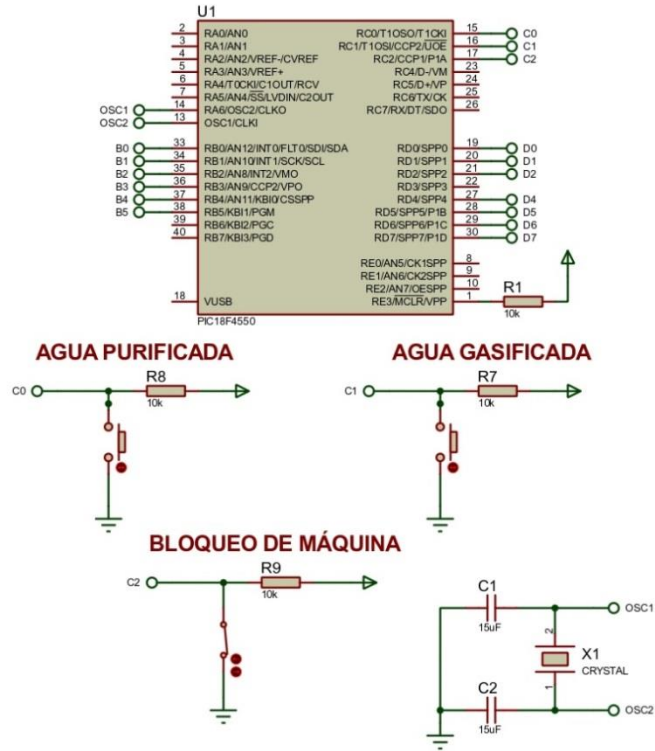 U1
2 RA0/AN0
3 RA1/AN1
4 RA2/AN2/VREF-/CVREF
5 RA3/AN3/VREF+
6 RA4/T0CKI/C1OUT/RCV
7 RA5/AN4/SS/LVDIN/C2OUT
OSC1 14 RA6/OSC2/CLKO
OSC2 13 OSC1/CLKI
B0 33 RB0/AN12/INT0/FLT0/SDI/SDA
B1 34 RB1/AN10/INT1/SCK/SCL
B2 35 RB2/AN8/INT2/VMO
B3 36 RB3/AN9/CCP2/VPO
B4 37 RB4/AN11/KBI0/CSSPP
B5 38 RB5/KBI1/PGM
39 RB6/KBI2/PGC
40 RB7/KBI3/PGD
18 VUSB
RC0/T1OSO/T1CKI 15 C0
RC1/T1OSI/CCP2/UOE 16 C1
RC2/CCP1/P1A 17 C2
RC4/D-/VM 23
RC5/D+/VP 24
RC6/TX/CK 25
RC7/RX/DT/SDO 26
RD0/SPP0 19 D0
RD1/SPP1 20 D1
RD2/SPP2 21 D2
RD3/SPP3 22
RD4/SPP4 27 D4
RD5/SPP5/P1B 28 D5
RD6/SPP6/P1C 29 D6
RD7/SPP7/P1D 30 D7
RE0/AN5/CK1SPP 8
RE1/AN6/CK2SPP 9
RE2/AN7/OESPP 10
RE3/MCLR/VPP 1
R1
10k
PIC18F4550
AGUA PURIFICADA
C0
R8
10k
AGUA GASIFICADA
C1
R7
10k
BLOQUEO DE MÁQUINA
C2
R9
10k
C1
15uF
OSC1
2
X1
CRYSTAL
1
C2
15uF
OSC2